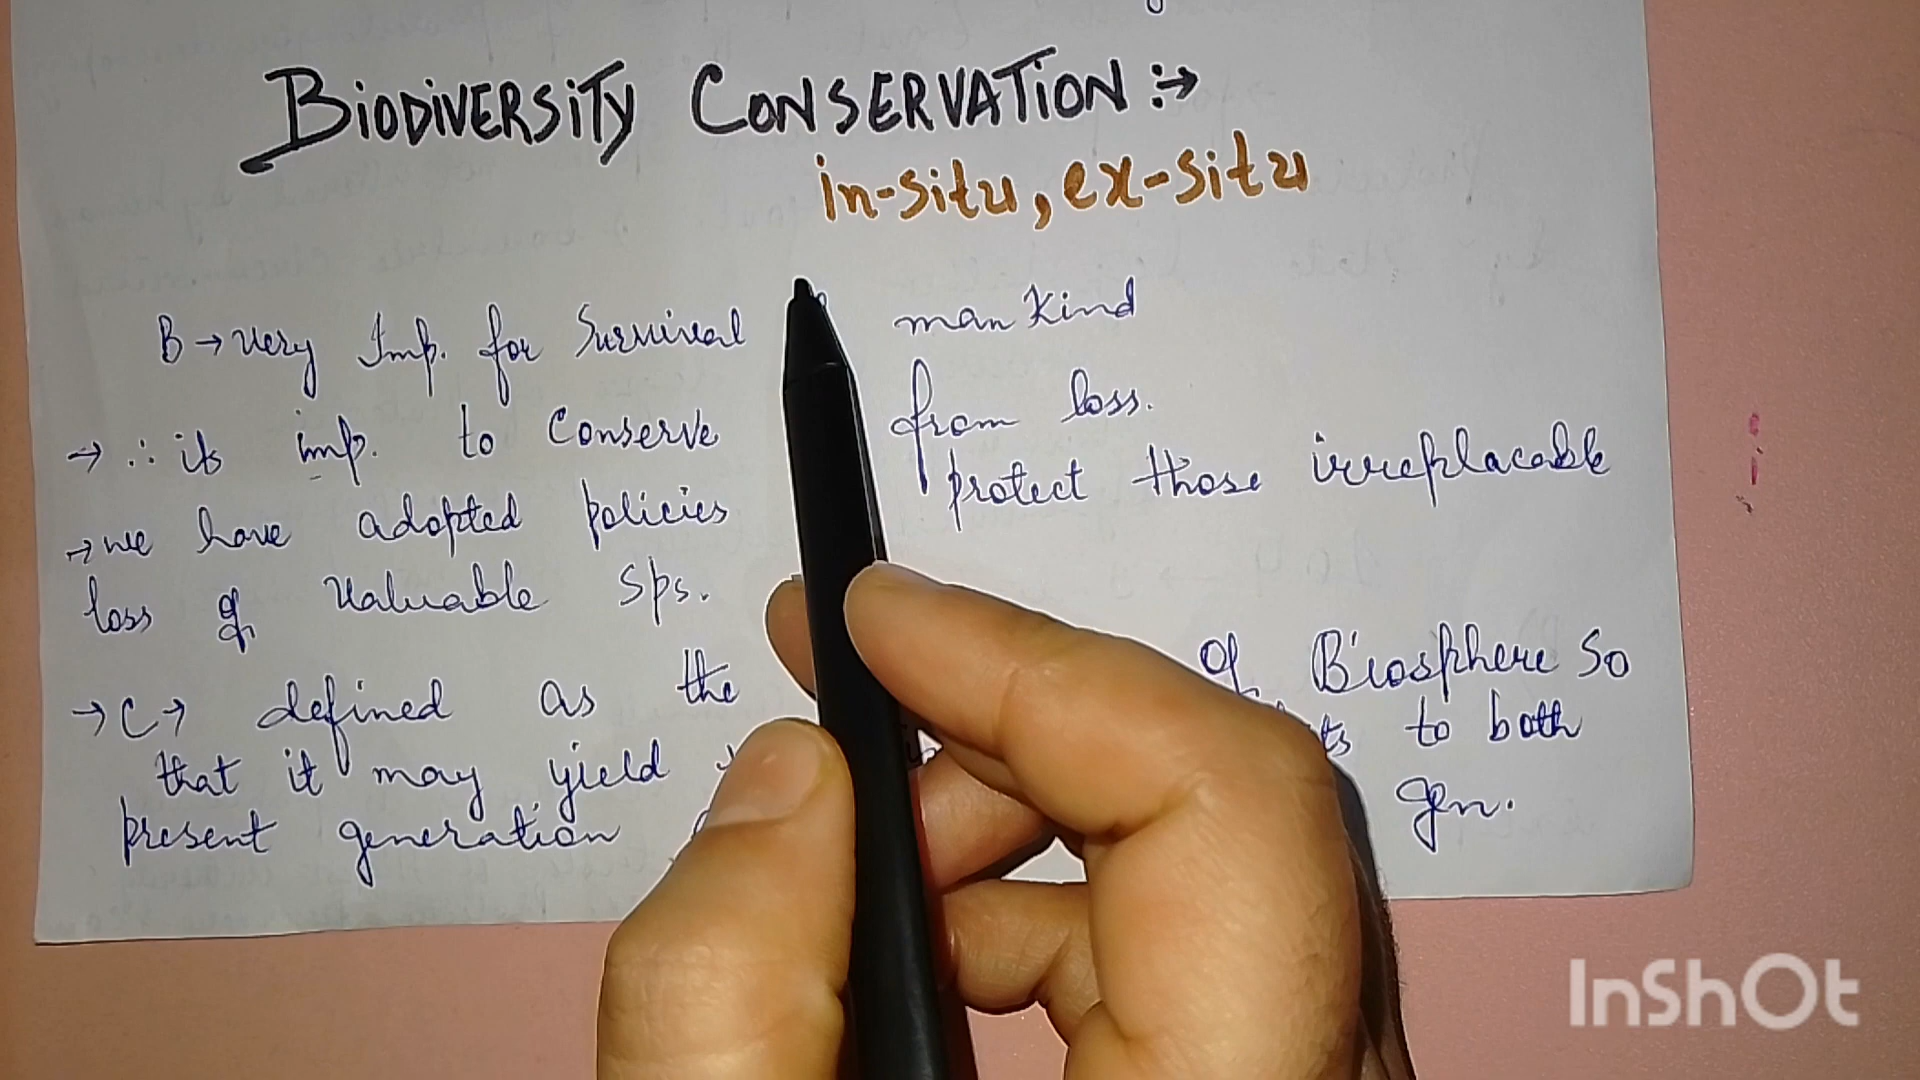 BIODIVERSITY CONSERVATION :→
in-situ, ex-situ
B → very Imp. for Survival mankind
→ ∴ its imp. to Conserve from loss.
→ we have adopted policies protect those irreplacable
loss of valuable sps.
→ C → defined as the of Biosphere So
that it may yield to both
present generation gen.
InShOt